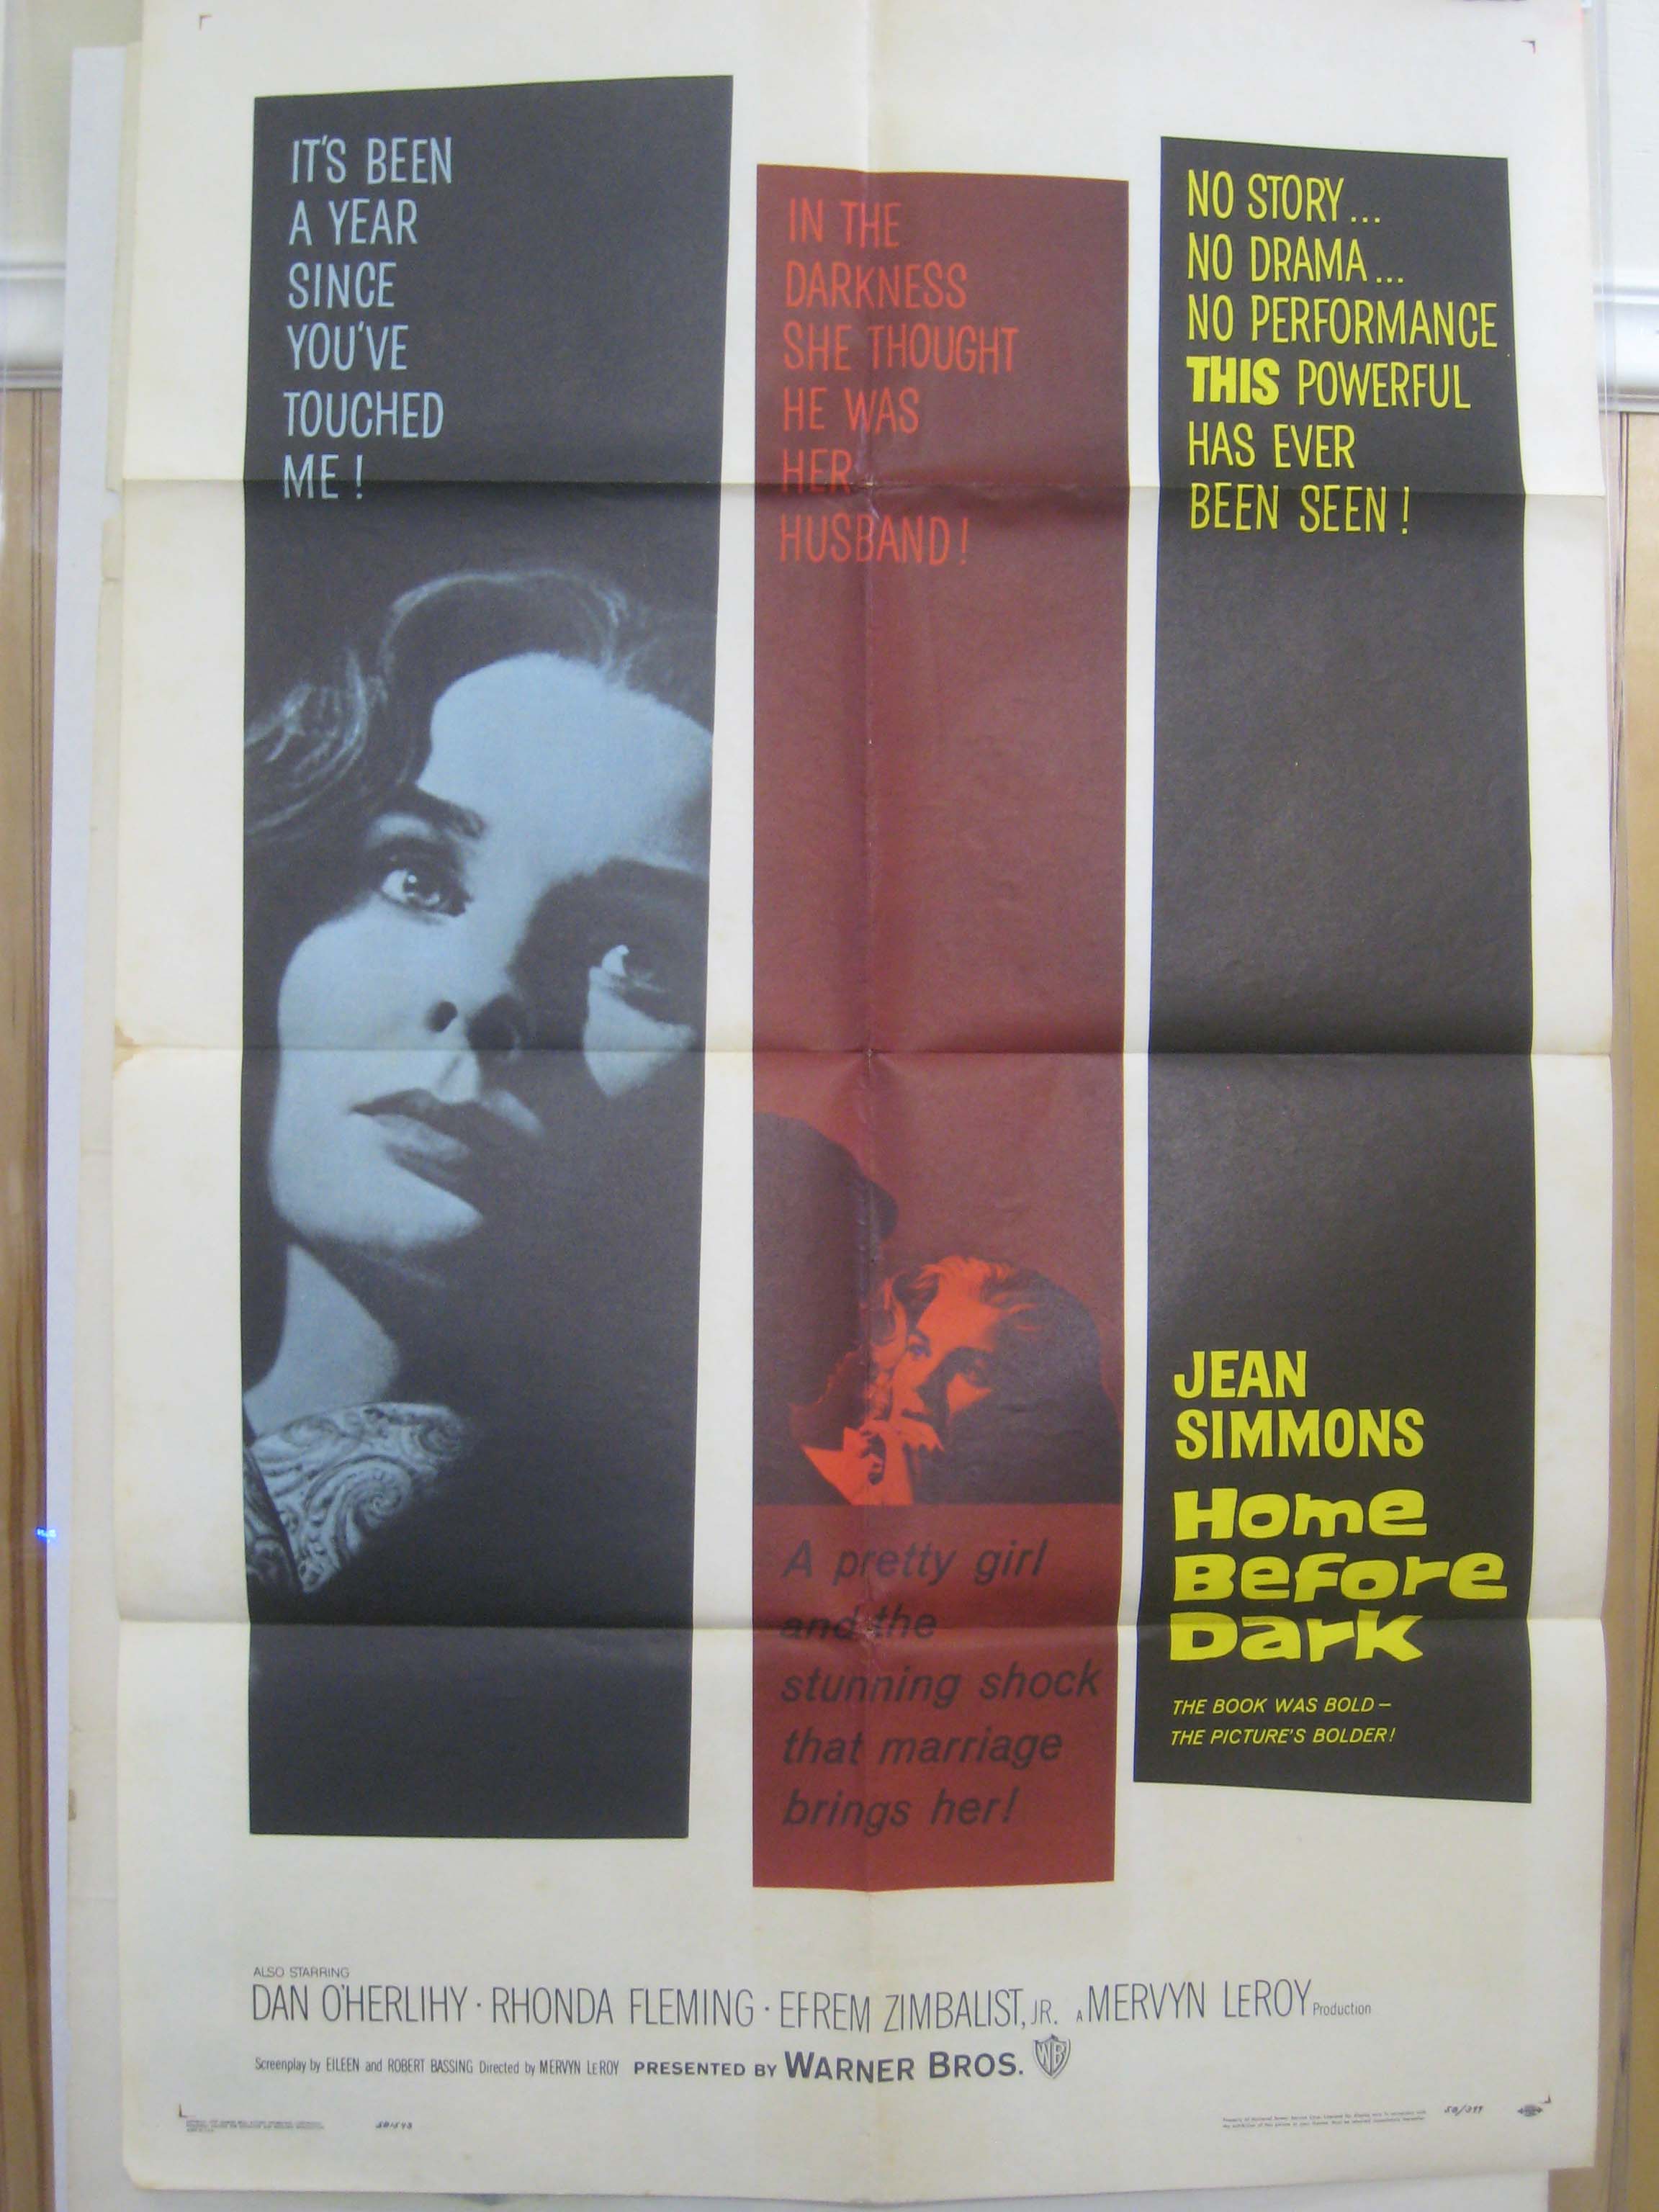 IT'S BEEN
A YEAR
SINCE
YOU'VE
TOUCHED
ME!
IN THE
DARKNESS
SHE THOUGHT
HE WAS
HER
HUSBAND!
A pretty girl
and the
stunning shock
that marriage
brings her!
NO STORY...
NO DRAMA...
NO PERFORMANCE
THIS POWERFUL
HAS EVER
BEEN SEEN!
JEAN
SIMMONS
Home
Before
Dark
THE BOOK WAS BOLD—
THE PICTURE'S BOLDER!
ALSO STARRING
DAN O'HERLIHY · RHONDA FLEMING · EFREM ZIMBALIST, JR. A MERVYN LEROY Production
Screenplay by EILEEN and ROBERT BASSING Directed by MERVYN LEROY PRESENTED BY WARNER BROS. WB
58/399